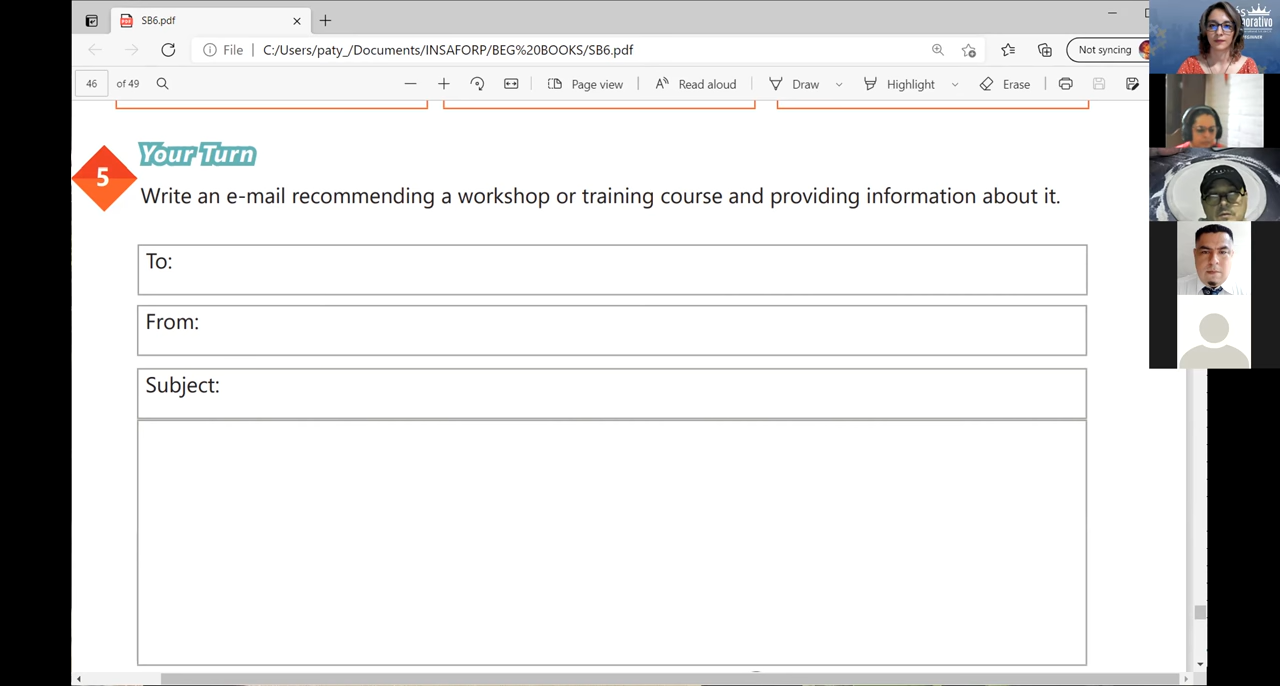 SB6.pdf
File
C:/Users/paty_/Documents/INSAFORP/BEG%20BOOKS/SB6.pdf
Not syncing
46 of 49
Page view
Read aloud
Draw
Highlight
Erase
5
Your Turn
Write an e-mail recommending a workshop or training course and providing information about it.
To:
From:
Subject: